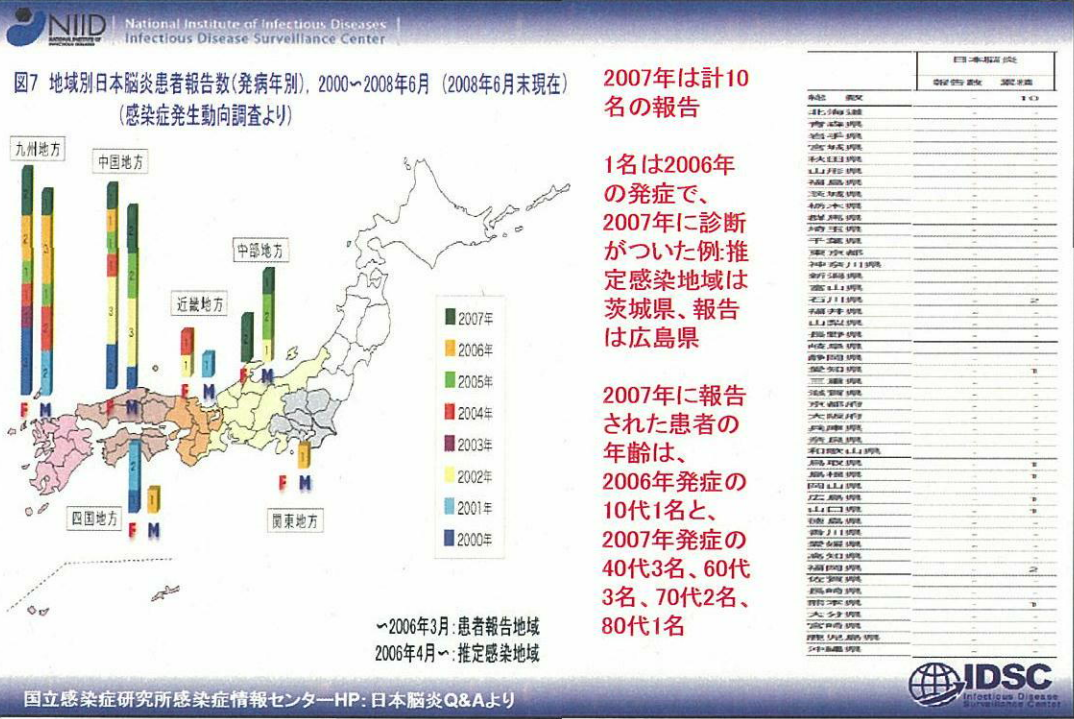 NIID
National Institute of Infectious Diseases
Infectious Disease Surveillance Center
図7 地域別日本脳炎患者報告数(発病年別), 2000〜2008年6月 (2008年6月末現在)
(感染症発生動向調査より)
九州地方
中国地方
中部地方
近畿地方
四国地方
関東地方
F M
F M
F M
F M
F M
F M
2007年
2006年
2005年
2004年
2003年
2002年
2001年
2000年
〜2006年3月:患者報告地域
2006年4月〜:推定感染地域
2007年は計10
名の報告
1名は2006年
の発症で、
2007年に診断
がついた例:推
定感染地域は
茨城県、報告
は広島県
2007年に報告
された患者の
年齢は、
2006年発症の
10代1名と、
2007年発症の
40代3名、60代
3名、70代2名、
80代1名
日本脳炎
報告数 累積
総 数 - 10
北海道 - -
青森県 - -
岩手県 - -
宮城県 - -
秋田県 - -
山形県 - -
福島県 - -
茨城県 - -
栃木県 - -
群馬県 - -
埼玉県 - -
千葉県 - -
東京都 - -
神奈川県 - -
新潟県 - -
富山県 - -
石川県 - 2
福井県 - -
山梨県 - -
長野県 - -
岐阜県 - -
静岡県 - -
愛知県 - 1
三重県 - -
滋賀県 - -
京都府 - -
大阪府 - -
兵庫県 - -
奈良県 - -
和歌山県 - -
鳥取県 - 1
島根県 - 1
岡山県 - -
広島県 - 1
山口県 - 1
徳島県 - -
香川県 - -
愛媛県 - -
高知県 - -
福岡県 - 2
佐賀県 - -
長崎県 - -
熊本県 - 1
大分県 - -
宮崎県 - -
鹿児島県 - -
沖縄県 - -
国立感染症研究所感染症情報センターHP:日本脳炎Q&Aより
IDSC
Infectious Disease
Surveillance Center